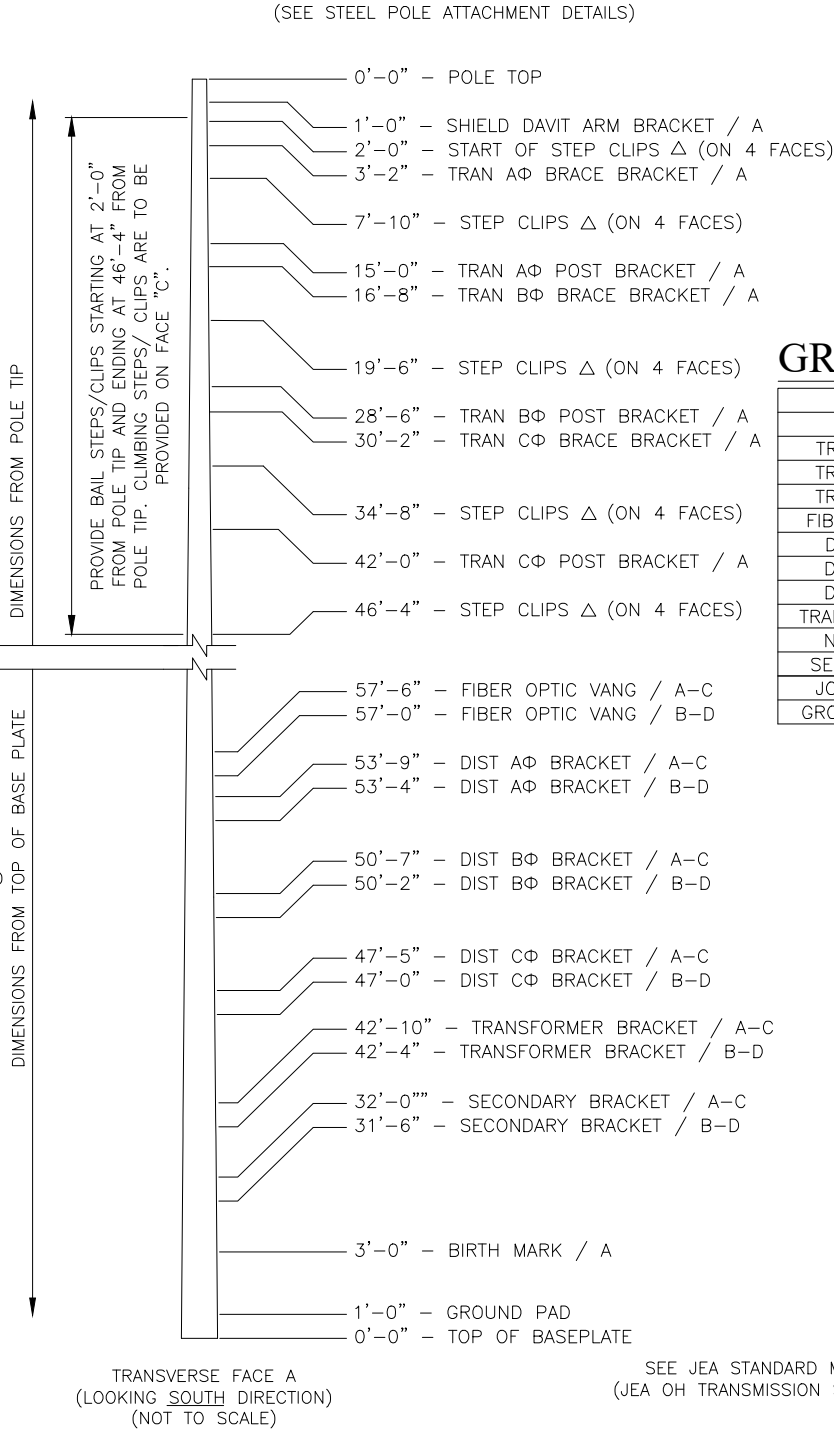 (SEE STEEL POLE ATTACHMENT DETAILS)
0'-0" - POLE TOP
1'-0" - SHIELD DAVIT ARM BRACKET / A
2'-0" - START OF STEP CLIPS △ (ON 4 FACES)
3'-2" - TRAN AΦ BRACE BRACKET / A
7'-10" - STEP CLIPS △ (ON 4 FACES)
15'-0" - TRAN AΦ POST BRACKET / A
16'-8" - TRAN BΦ BRACE BRACKET / A
19'-6" - STEP CLIPS △ (ON 4 FACES)
28'-6" - TRAN BΦ POST BRACKET / A
30'-2" - TRAN CΦ BRACE BRACKET / A
34'-8" - STEP CLIPS △ (ON 4 FACES)
42'-0" - TRAN CΦ POST BRACKET / A
46'-4" - STEP CLIPS △ (ON 4 FACES)
57'-6" - FIBER OPTIC VANG / A-C
57'-0" - FIBER OPTIC VANG / B-D
53'-9" - DIST AΦ BRACKET / A-C
53'-4" - DIST AΦ BRACKET / B-D
50'-7" - DIST BΦ BRACKET / A-C
50'-2" - DIST BΦ BRACKET / B-D
47'-5" - DIST CΦ BRACKET / A-C
47'-0" - DIST CΦ BRACKET / B-D
42'-10" - TRANSFORMER BRACKET / A-C
42'-4" - TRANSFORMER BRACKET / B-D
32'-0"" - SECONDARY BRACKET / A-C
31'-6" - SECONDARY BRACKET / B-D
3'-0" - BIRTH MARK / A
1'-0" - GROUND PAD
0'-0" - TOP OF BASEPLATE
DIMENSIONS FROM POLE TIP
PROVIDE BAIL STEPS/CLIPS STARTING AT 2'-0"
FROM POLE TIP AND ENDING AT 46'-4" FROM
POLE TIP. CLIMBING STEPS/ CLIPS ARE TO BE
PROVIDED ON FACE "C".
DIMENSIONS FROM TOP OF BASE PLATE
TRANSVERSE FACE A
(LOOKING SOUTH DIRECTION)
(NOT TO SCALE)
GR
TR
TR
TR
FIB
D
D
D
TRA
N
SE
JO
GRO
SEE JEA STANDARD
(JEA OH TRANSMISSION